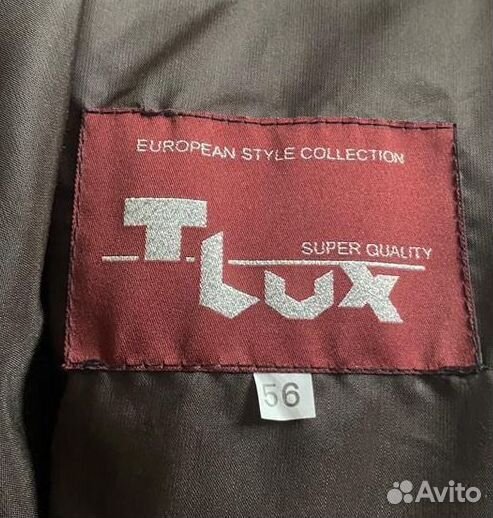 EUROPEAN STYLE COLLECTION
T.Lux
SUPER QUALITY
56
Avito